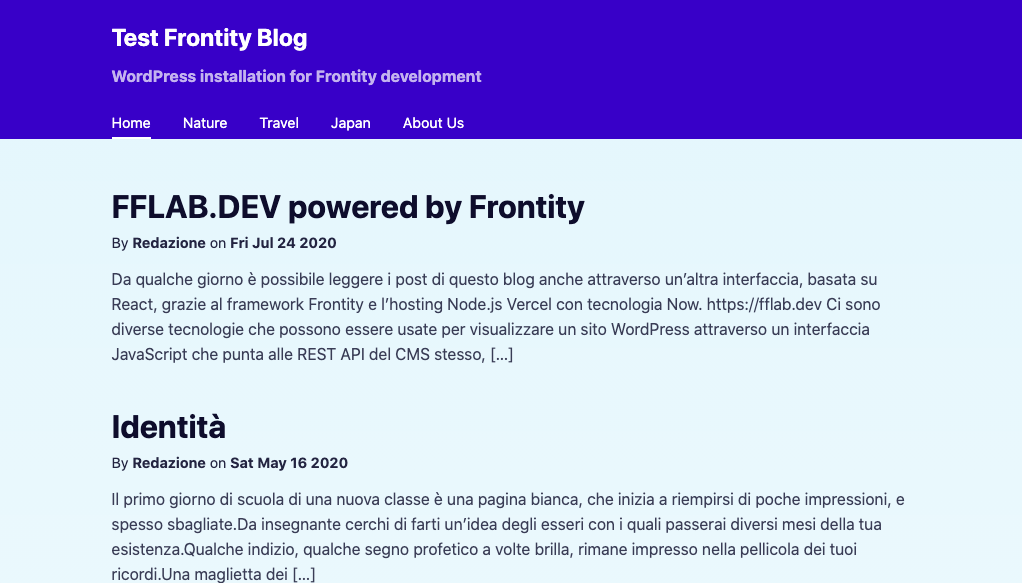 Test Frontity Blog
WordPress installation for Frontity development
Home Nature Travel Japan About Us
FFLAB.DEV powered by Frontity
By Redazione on Fri Jul 24 2020
Da qualche giorno è possibile leggere i post di questo blog anche attraverso un’altra interfaccia, basata su
React, grazie al framework Frontity e l’hosting Node.js Vercel con tecnologia Now. https://fflab.dev Ci sono
diverse tecnologie che possono essere usate per visualizzare un sito WordPress attraverso un interfaccia
JavaScript che punta alle REST API del CMS stesso, […]
Identità
By Redazione on Sat May 16 2020
Il primo giorno di scuola di una nuova classe è una pagina bianca, che inizia a riempirsi di poche impressioni, e
spesso sbagliate.Da insegnante cerchi di farti un’idea degli esseri con i quali passerai diversi mesi della tua
esistenza.Qualche indizio, qualche segno profetico a volte brilla, rimane impresso nella pellicola dei tuoi
ricordi.Una maglietta dei […]